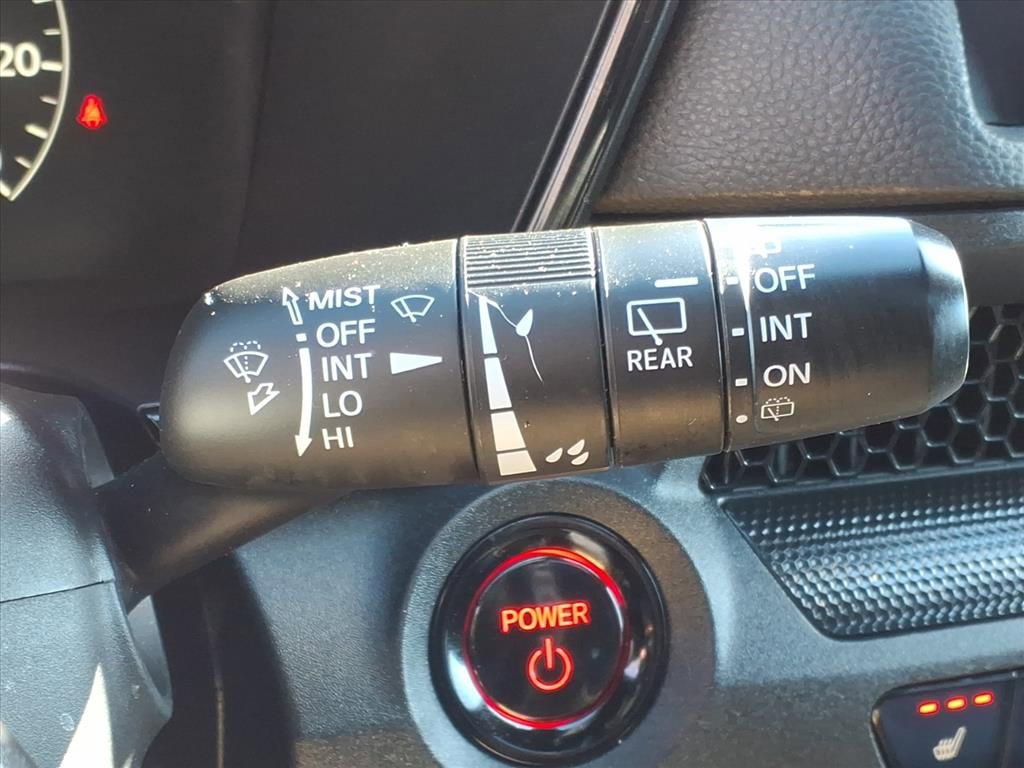 20
MIST
OFF
INT
LO
HI
REAR
OFF
INT
ON
POWER